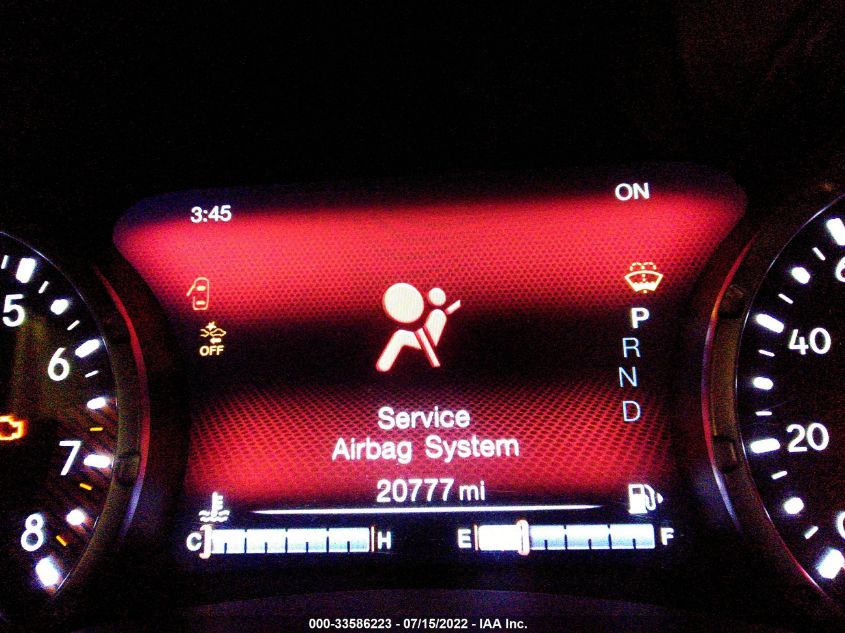 3:45
ON
OFF
P
R
N
D
5
6
7
8
40
20
Service
Airbag System
20777 mi
C H
E F
000-33586223 - 07/15/2022 - IAA Inc.